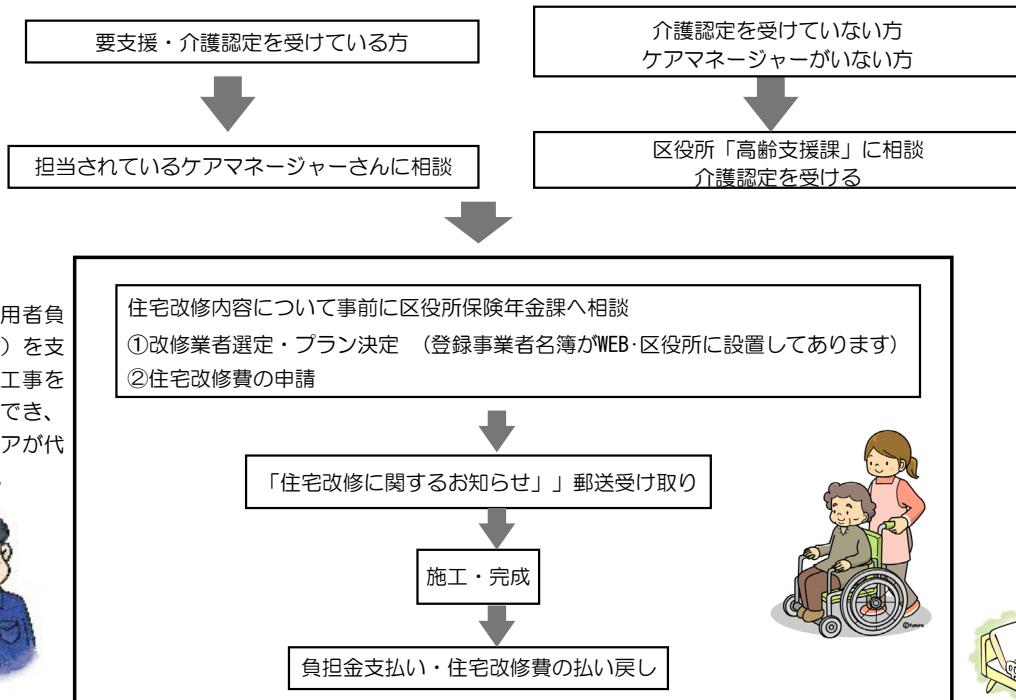 要支援・介護認定を受けている方
介護認定を受けていない方
ケアマネージャーがいない方
担当されているケアマネージャーさんに相談
区役所「高齢支援課」に相談
介護認定を受ける
用者負
）を支
工事を
でき、
アが代
住宅改修内容について事前に区役所保険年金課へ相談
①改修業者選定・プラン決定　（登録事業者名簿がWEB・区役所に設置してあります）
②住宅改修費の申請
「住宅改修に関するお知らせ」」郵送受け取り
施工・完成
負担金支払い・住宅改修費の払い戻し